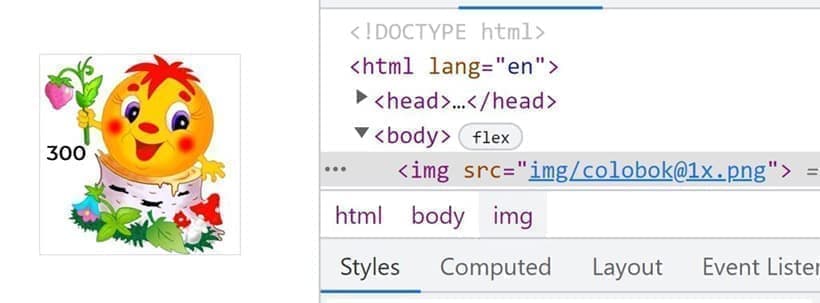 300
<!DOCTYPE html>
<html lang="en">
<head>…</head>
<body> flex
… <img src="img/colobok@1x.png"> =
html body img
Styles Computed Layout Event Listen